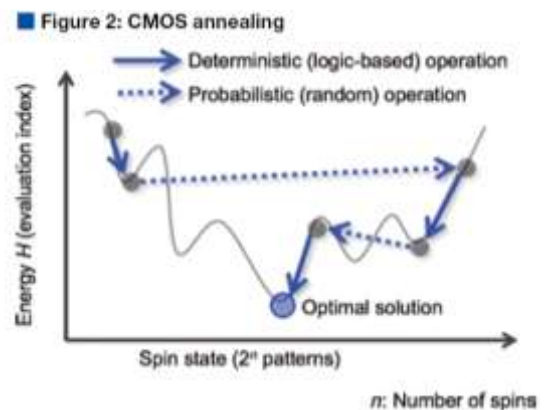 Figure 2: CMOS annealing
Deterministic (logic-based) operation
Probabilistic (random) operation
Energy H (evaluation index)
Optimal solution
Spin state (2ⁿ patterns)
n: Number of spins